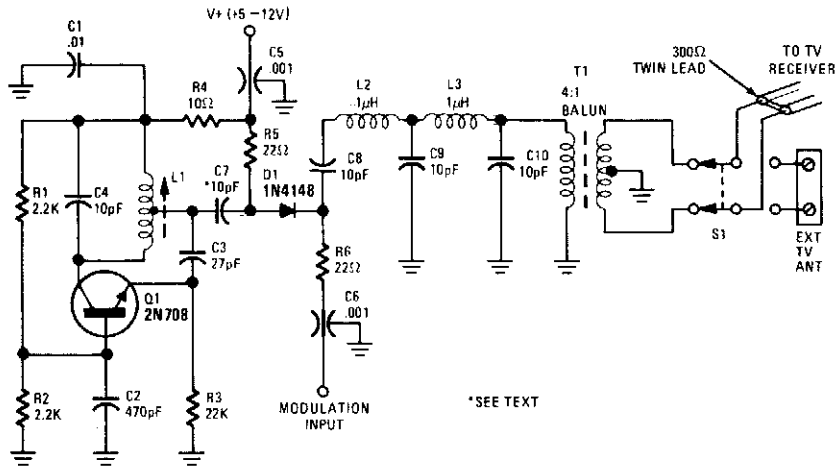 V+ (+5 –12V)
C1
.01
C5
.001
R4
10Ω
R5
22Ω
L2
.1µH
L3
.1µH
T1
4:1
BALUN
300Ω
TWIN LEAD
TO TV
RECEIVER
R1
2.2K
C4
10pF
L1
C7
*10pF
D1
1N4148
C8
10pF
C9
10pF
C10
10pF
S1
EXT
TV
ANT
C3
27pF
R6
22Ω
C6
.001
Q1
2N708
R2
2.2K
C2
470pF
R3
22K
MODULATION
INPUT
*SEE TEXT